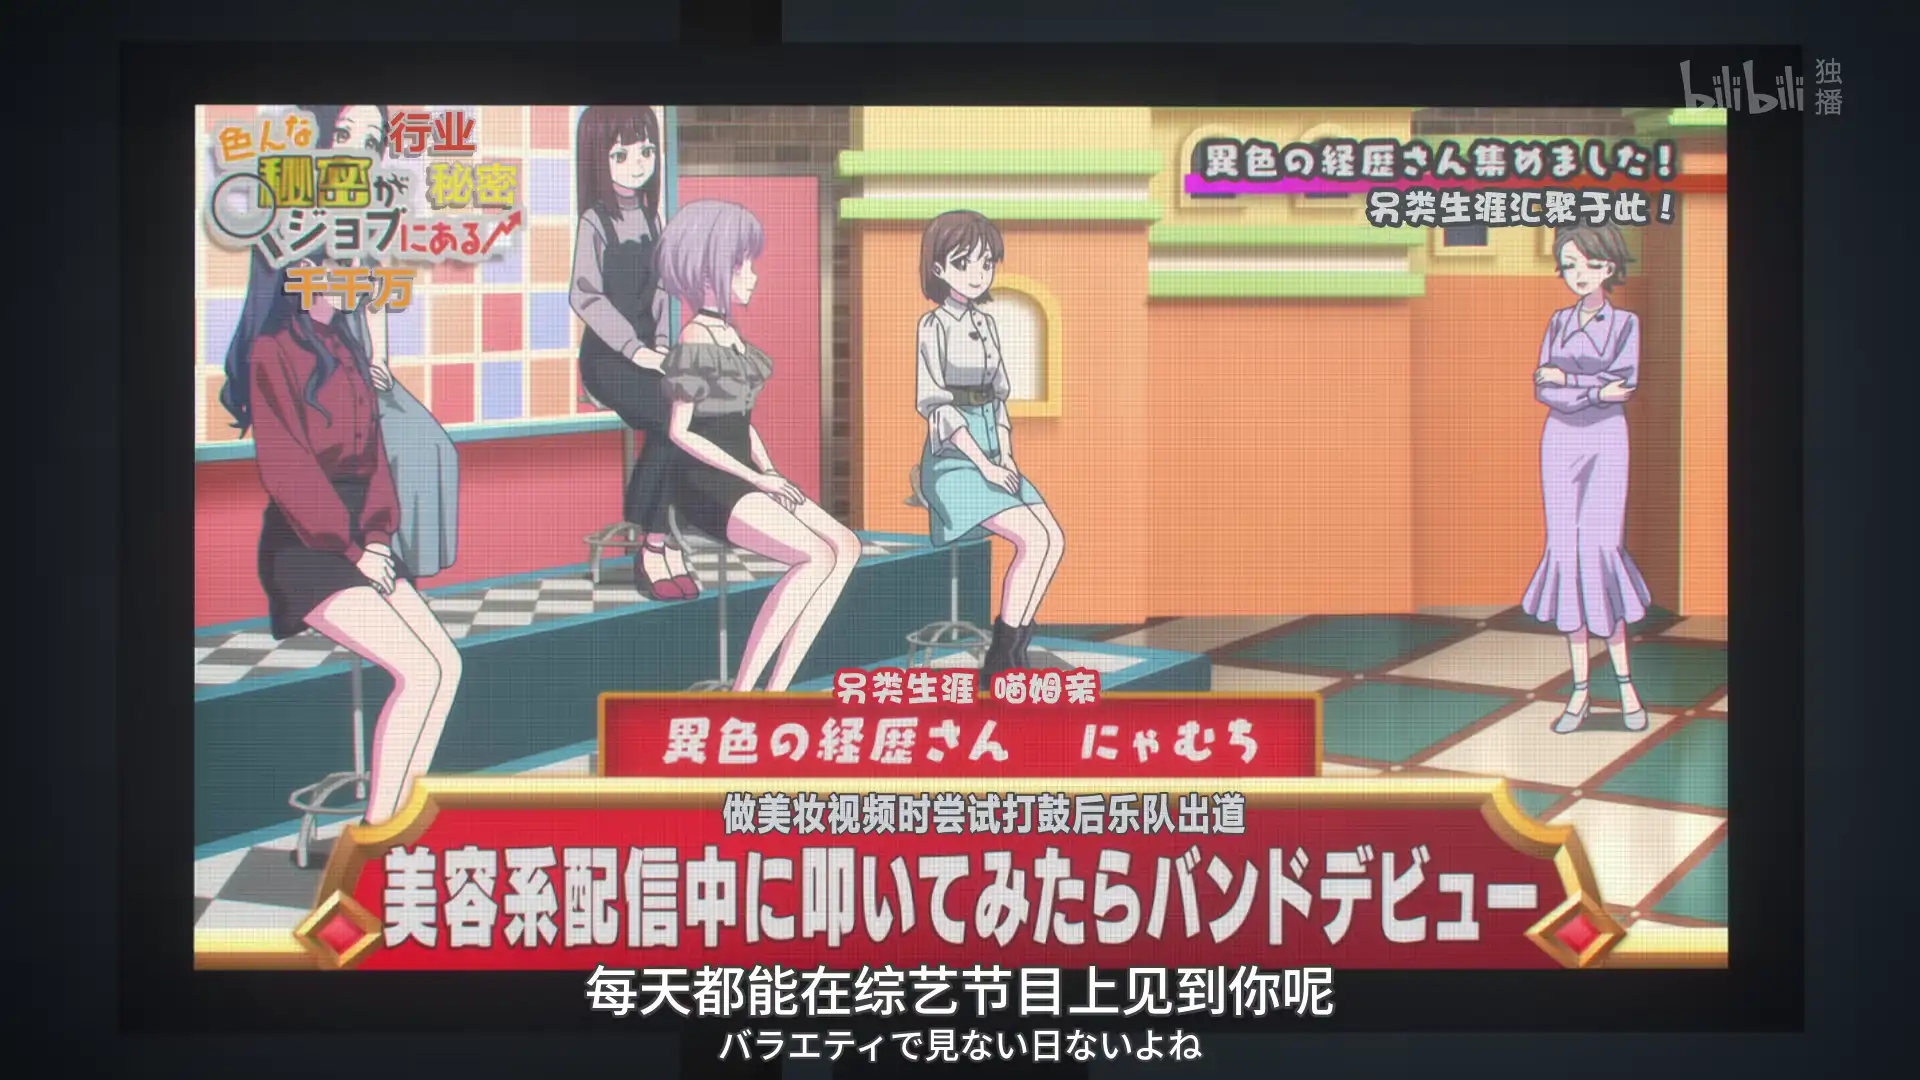 bilibili 独播
色んな 行业
秘密が 秘密
ジョブにある
千千万
異色の経歴さん集めました！
另类生涯汇聚于此！
另类生涯 喵姆亲
異色の経歴さん にゃむち
做美妆视频时尝试打鼓后乐队出道
美容系配信中に叩いてみたらバンドデビュー
每天都能在综艺节目上见到你呢
バラエティで見ない日ないよね